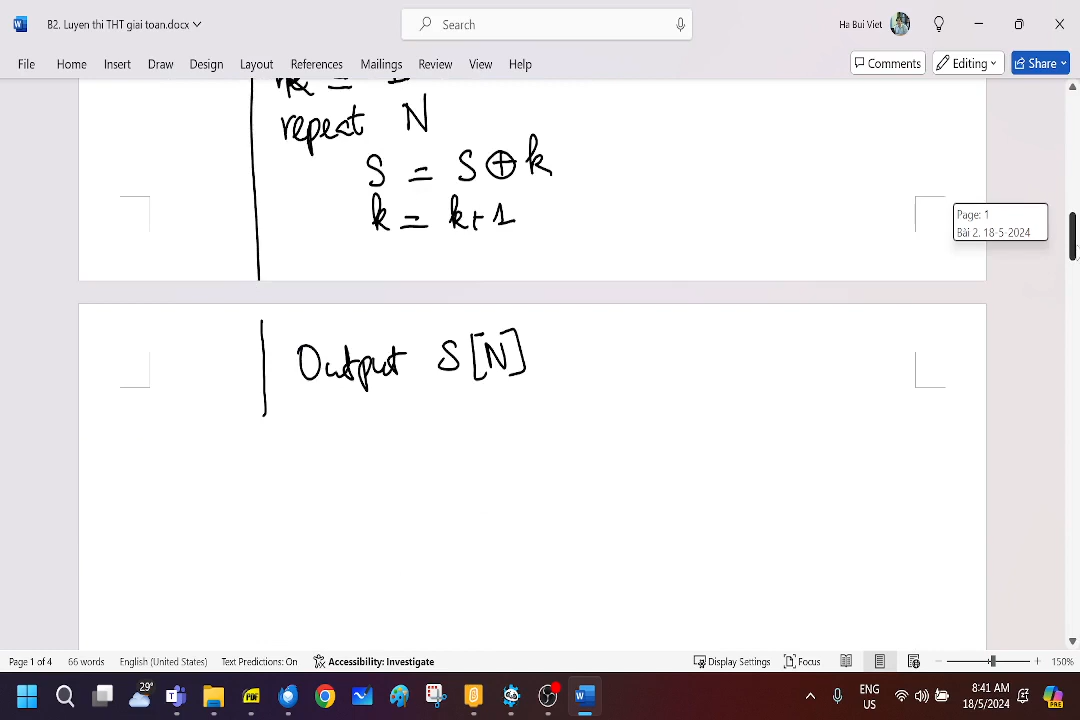 B2. Luyen thi THT giai toan.docx
Search
Ha Bui Viet
File Home Insert Draw Design Layout References Mailings Review View Help
Comments Editing Share
repeat N
S = S ⊕ k
k = k+1
Page: 1
Bài 2. 18-5-2024
Output S[N]
Page 1 of 4 66 words English (United States) Text Predictions: On Accessibility: Investigate Display Settings Focus 150%
29° PDF ENG US 8:41 AM 18/5/2024 PRE